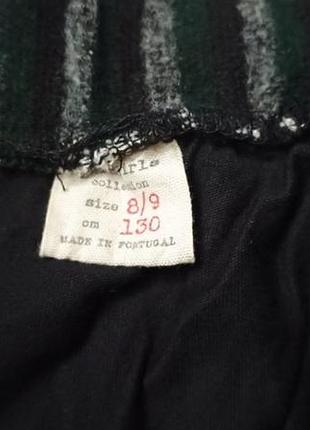 collection
size 8/9
cm 130
MADE IN PORTUGAL